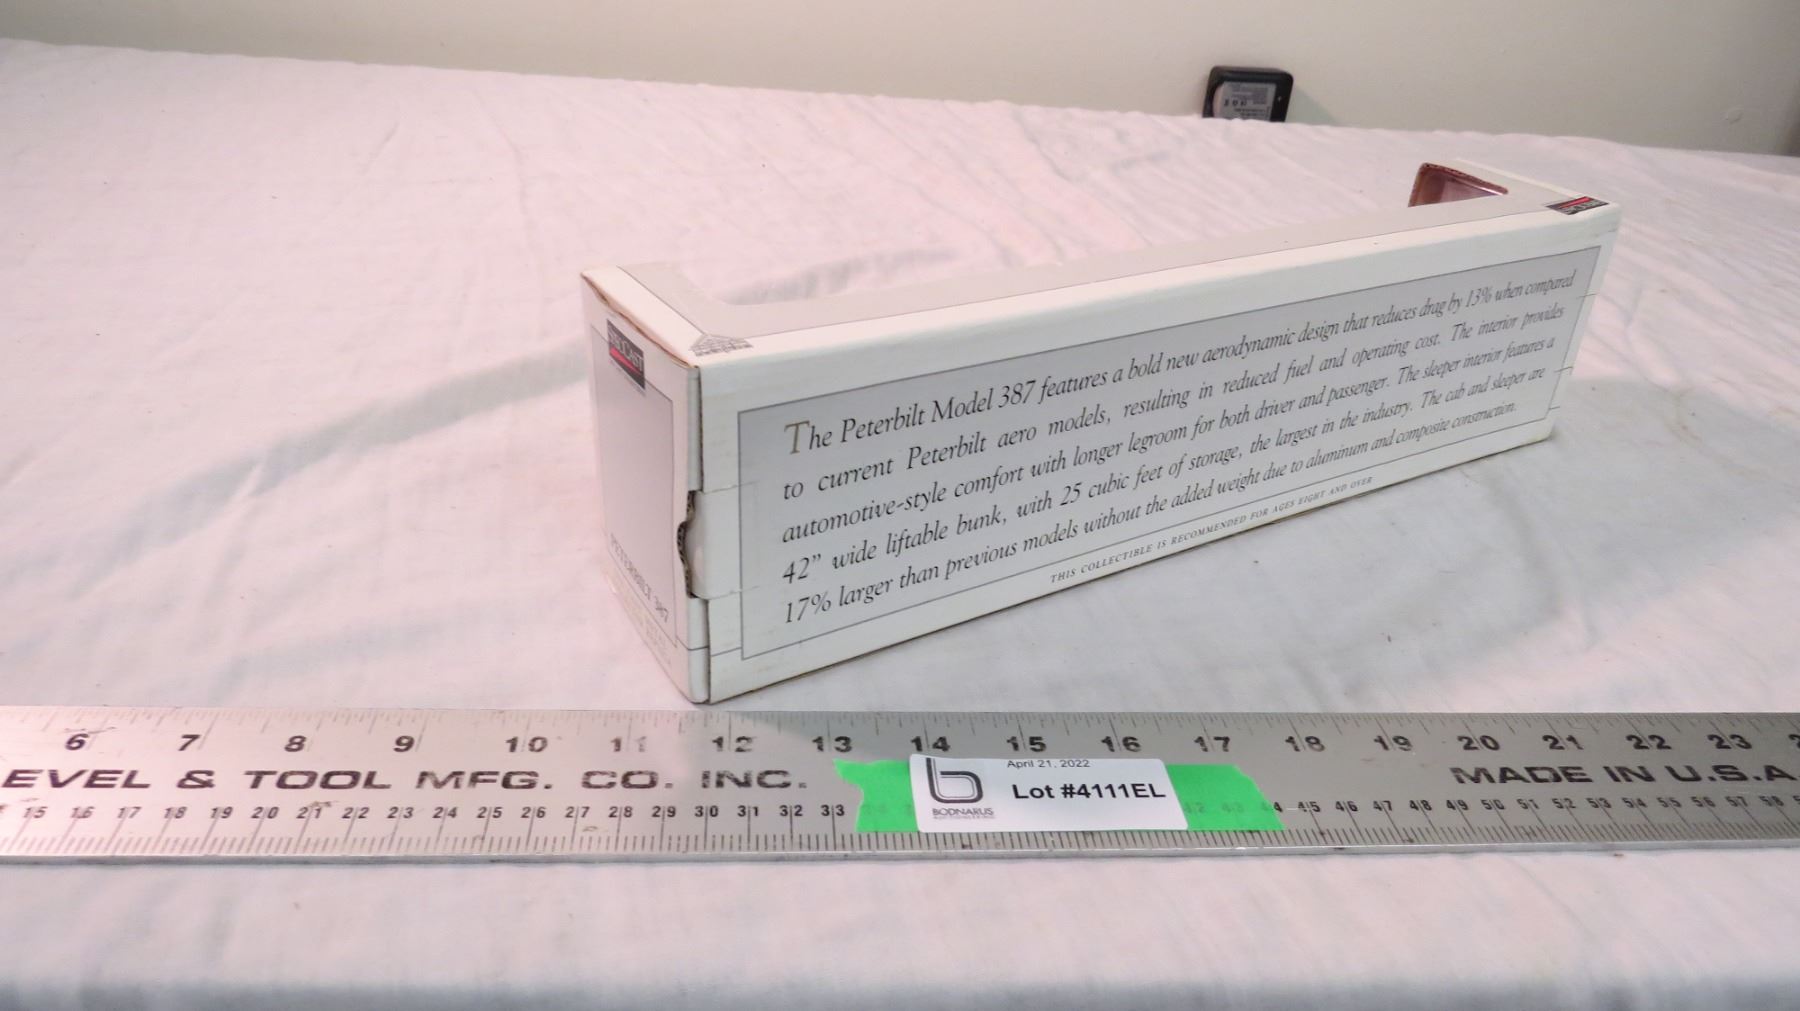 SPECCAST
The Peterbilt Model 387 features a bold new aerodynamic design that reduces drag by 13% when compared
to current Peterbilt aero models, resulting in reduced fuel and operating cost. The interior provides
automotive-style comfort with longer legroom for both driver and passenger. The sleeper interior features a
42” wide liftable bunk, with 25 cubic feet of storage, the largest in the industry. The cab and sleeper are
17% larger than previous models without the added weight due to aluminum and composite construction.
THIS COLLECTIBLE IS RECOMMENDED FOR AGES EIGHT AND OVER
PETERBILT 387
6 7 8 9 10 11 12 13 14 15 16 17 18 19 20 21 22 23
EVEL & TOOL MFG. CO. INC. MADE IN U.S.A
15 16 17 18 19 20 21 22 23 24 25 26 27 28 29 30 31 32 33 44 45 46 47 48 49 50 51 52 53 54 55 56 57 58
April 21, 2022
Lot #4111EL
BODNARUS
AUCTIONEERING